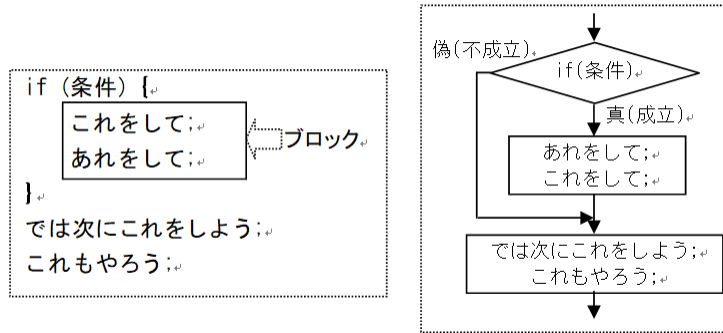 if (条件) {
これをして;
あれをして;
ブロック
}
では次にこれをしよう;
これもやろう;
偽(不成立)
if(条件)
真(成立)
あれをして;
これをして;
では次にこれをしよう;
これもやろう;